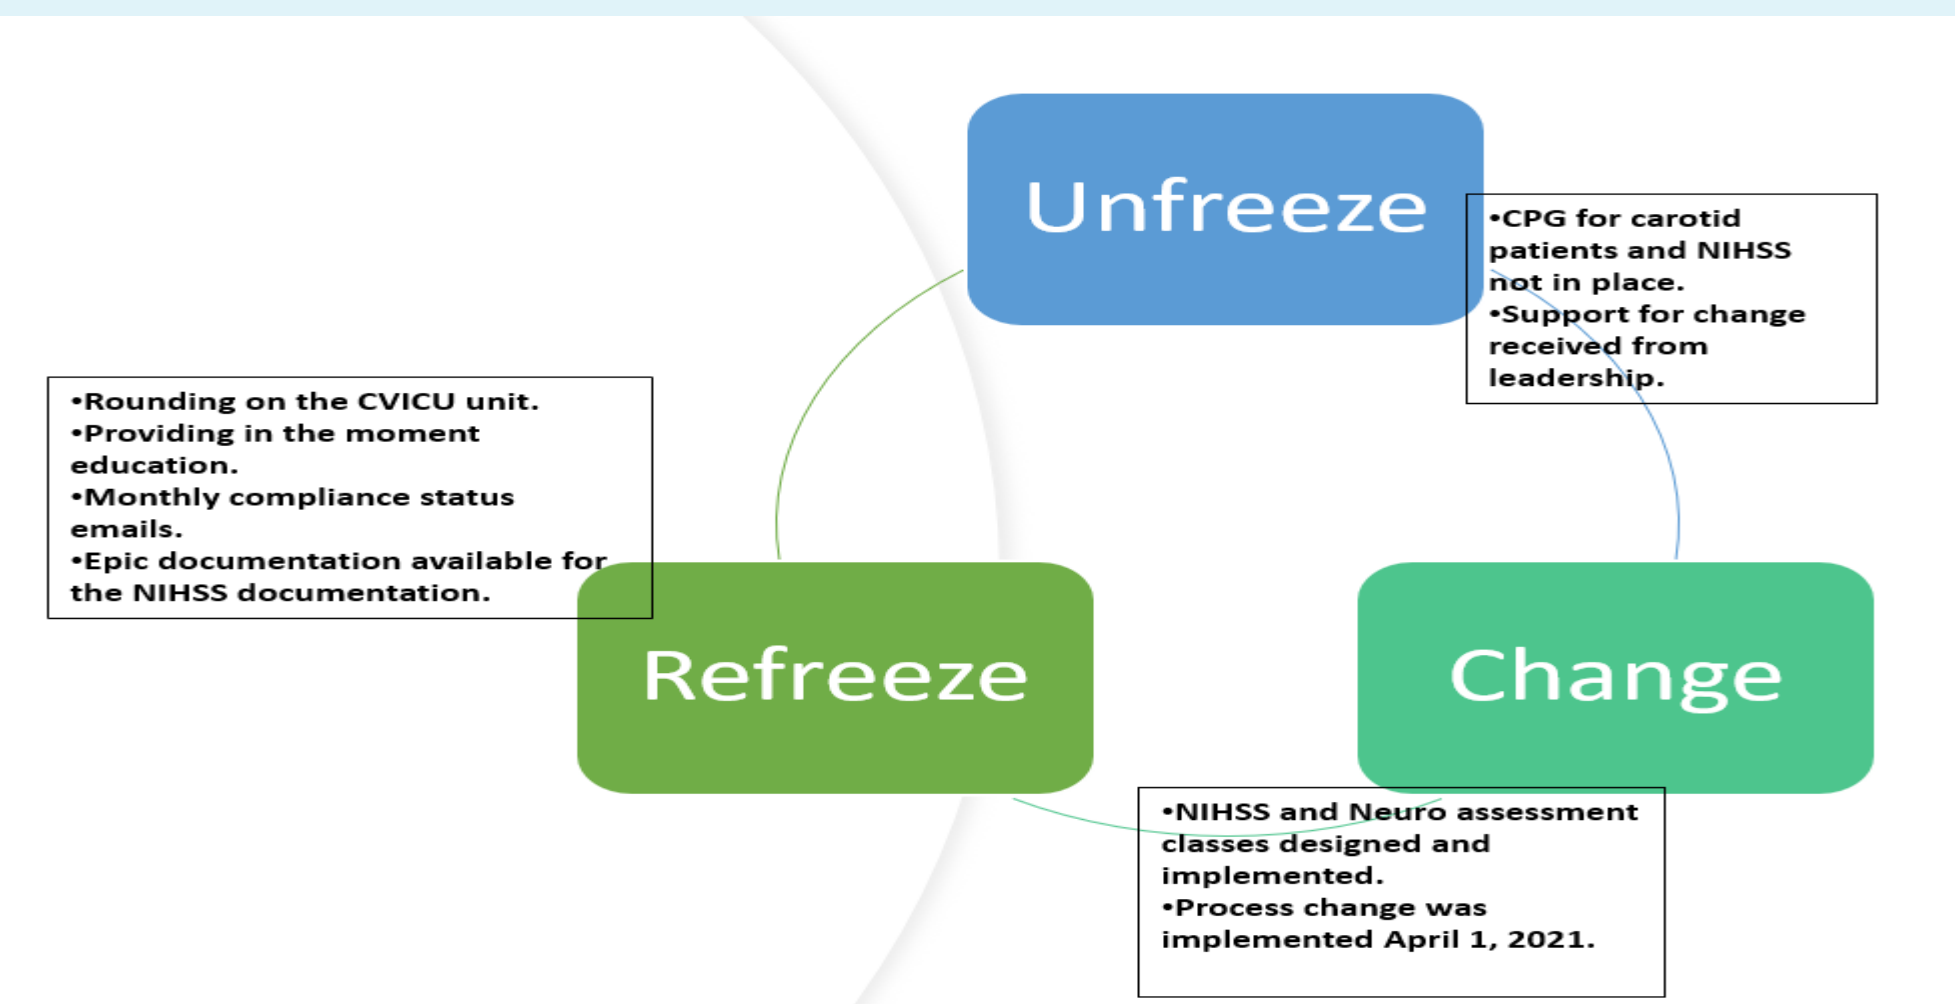 Unfreeze
•CPG for carotid
patients and NIHSS
not in place.
•Support for change
received from
leadership.
•Rounding on the CVICU unit.
•Providing in the moment
education.
•Monthly compliance status
emails.
•Epic documentation available for
the NIHSS documentation.
Refreeze
Change
•NIHSS and Neuro assessment
classes designed and
implemented.
•Process change was
implemented April 1, 2021.